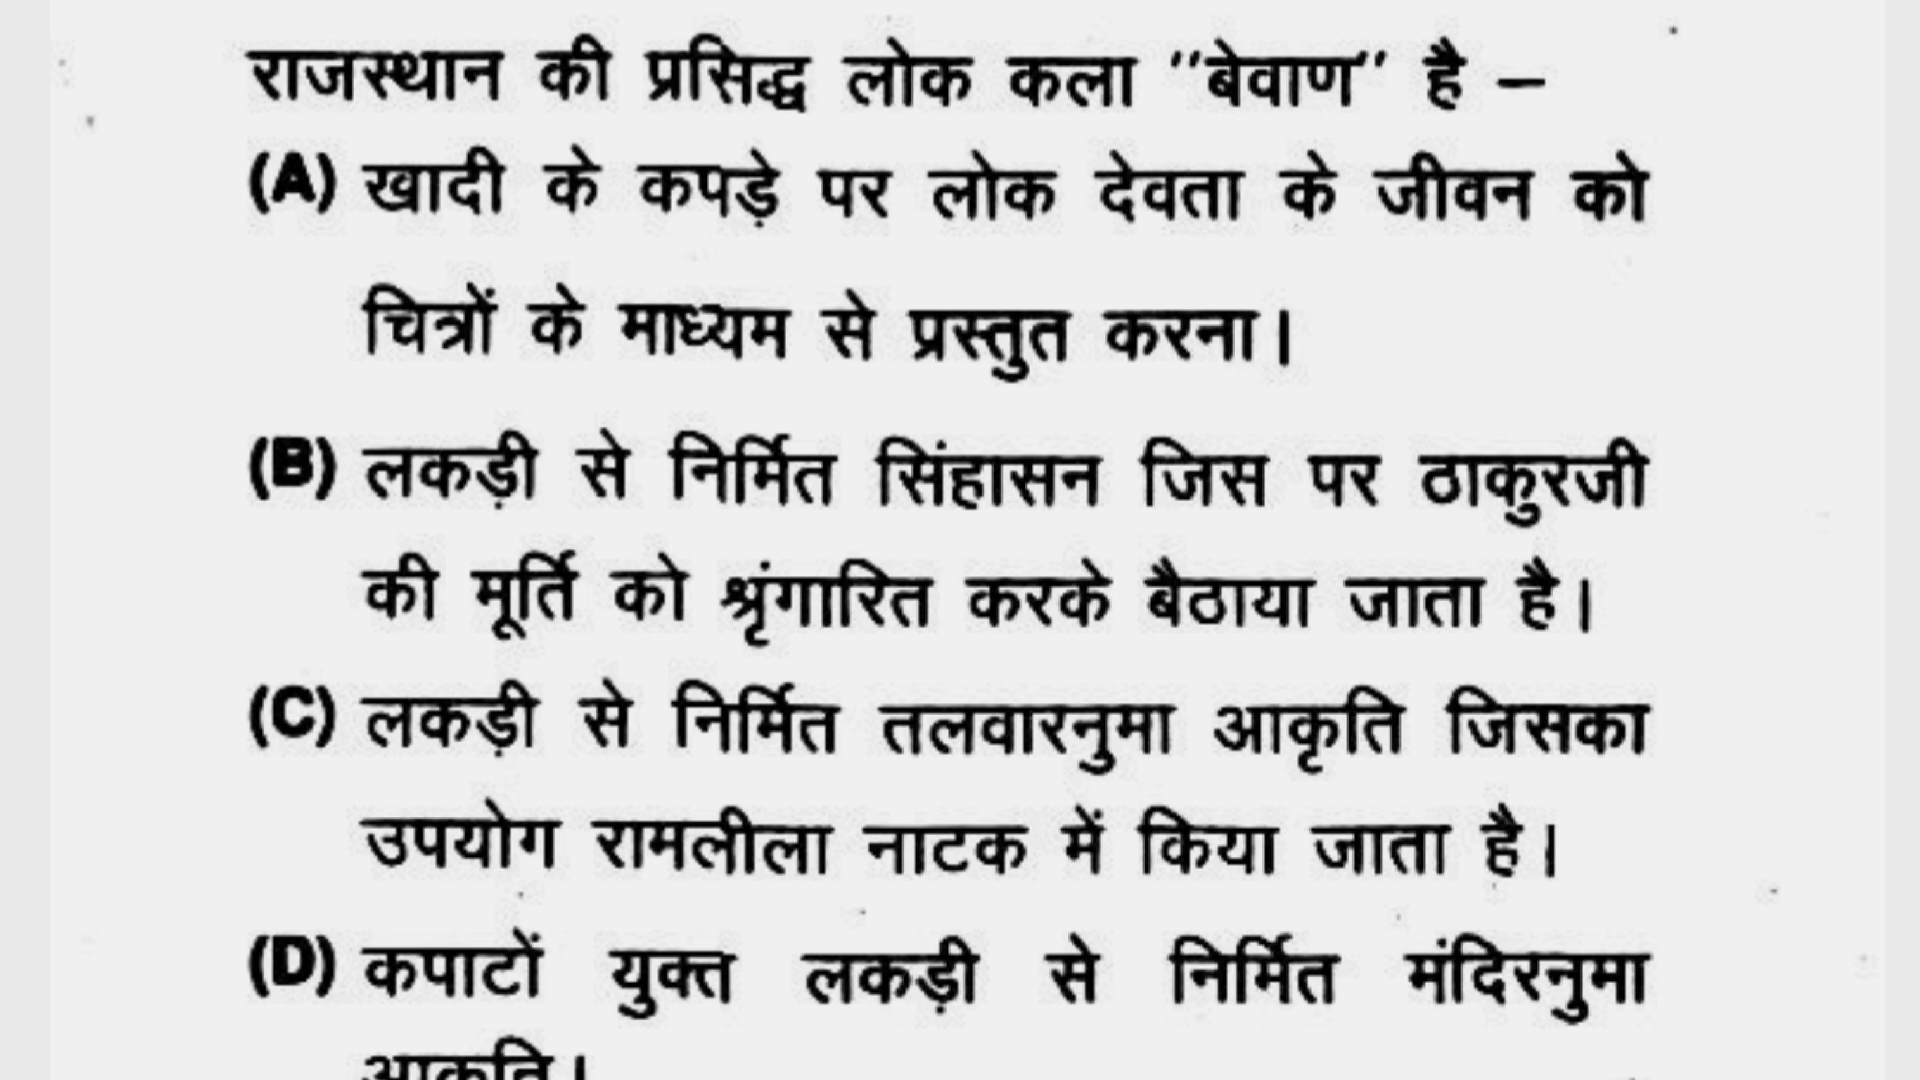 राजस्थान की प्रसिद्ध लोक कला "बेवाण" है –
(A) खादी के कपड़े पर लोक देवता के जीवन को
चित्रों के माध्यम से प्रस्तुत करना।
(B) लकड़ी से निर्मित सिंहासन जिस पर ठाकुरजी
की मूर्ति को श्रृंगारित करके बैठाया जाता है।
(C) लकड़ी से निर्मित तलवारनुमा आकृति जिसका
उपयोग रामलीला नाटक में किया जाता है।
(D) कपाटों युक्त लकड़ी से निर्मित मंदिरनुमा
आकृति।